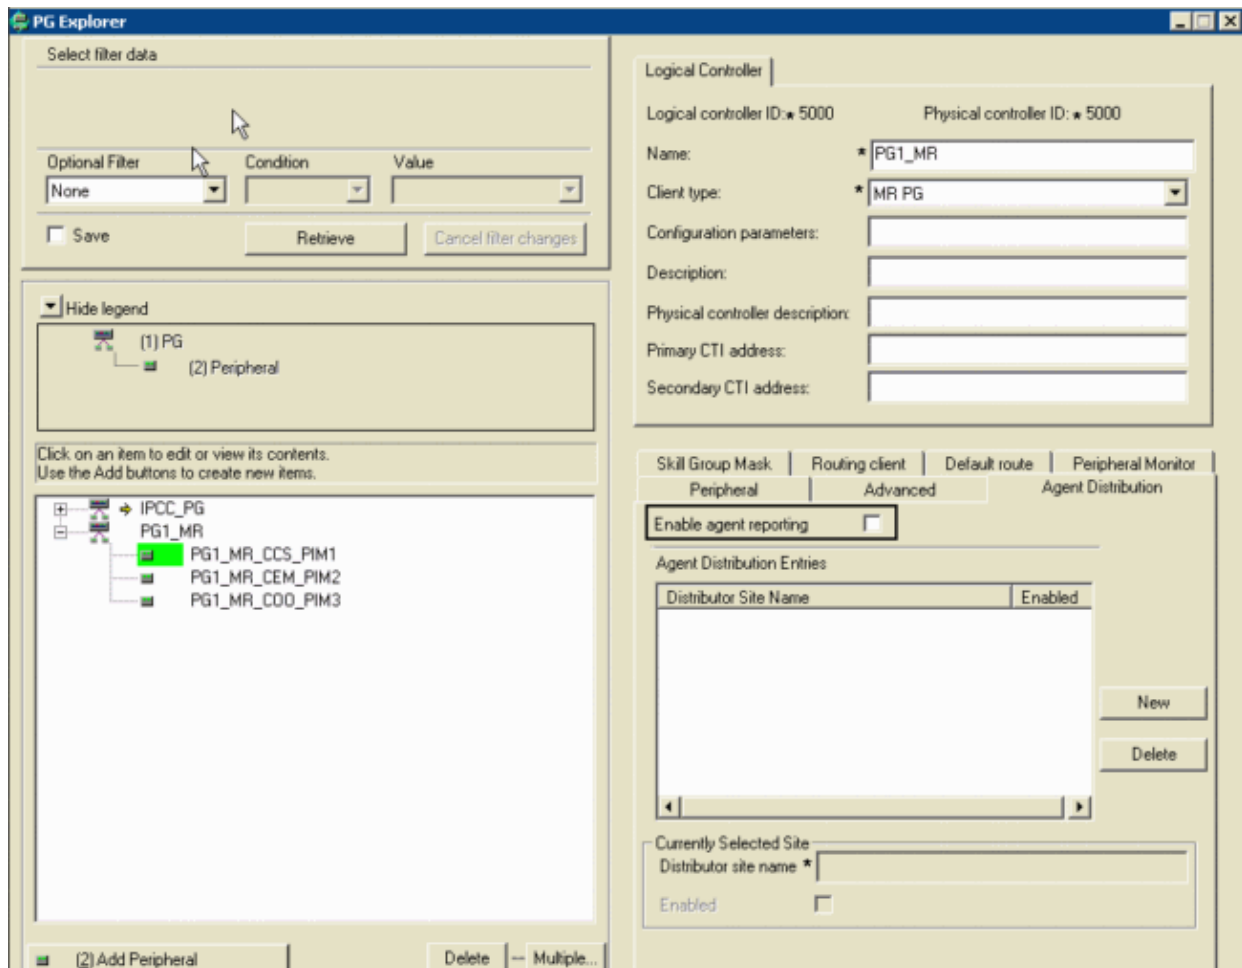 PG Explorer
Select filter data
Optional Filter Condition Value
None
Save Retrieve Cancel filter changes
Hide legend
(1) PG
(2) Peripheral
Click on an item to edit or view its contents.
Use the Add buttons to create new items.
IPCC_PG
PG1_MR
PG1_MR_CCS_PIM1
PG1_MR_CEM_PIM2
PG1_MR_COO_PIM3
(2) Add Peripheral Delete Multiple...
Logical Controller
Logical controller ID:* 5000 Physical controller ID: * 5000
Name: * PG1_MR
Client type: * MR PG
Configuration parameters:
Description:
Physical controller description:
Primary CTI address:
Secondary CTI address:
Skill Group Mask Routing client Default route Peripheral Monitor
Peripheral Advanced Agent Distribution
Enable agent reporting
Agent Distribution Entries
Distributor Site Name Enabled
New
Delete
Currently Selected Site
Distributor site name *
Enabled